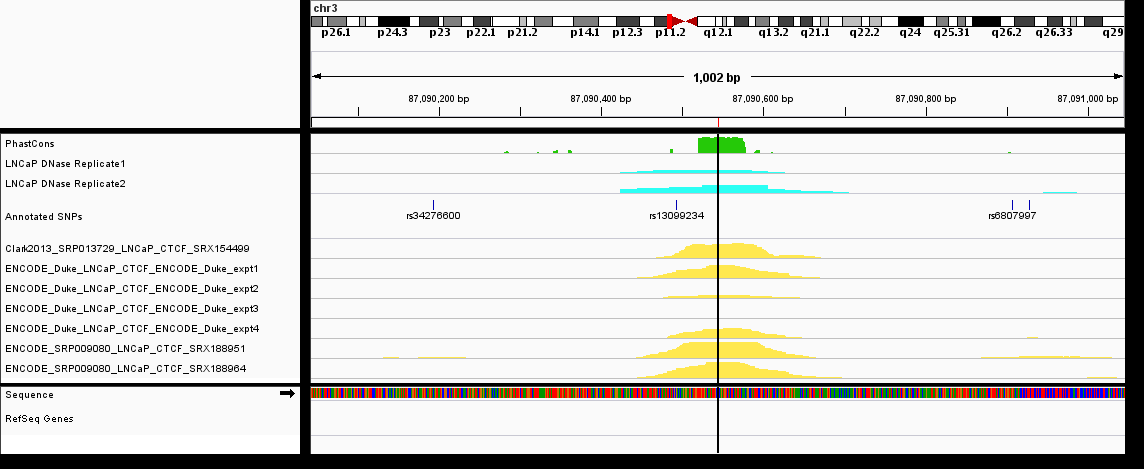 chr3
p26.1 p24.3 p23 p22.1 p21.2 p14.1 p12.3 p11.2 q12.1 q13.2 q21.1 q22.2 q24 q25.31 q26.2 q26.33 q29
1,002 bp
87,090,200 bp 87,090,400 bp 87,090,600 bp 87,090,800 bp 87,091,000 bp
PhastCons
LNCaP DNase Replicate1
LNCaP DNase Replicate2
Annotated SNPs rs34276600 rs13099234 rs6807997
Clark2013_SRP013729_LNCaP_CTCF_SRX154499
ENCODE_Duke_LNCaP_CTCF_ENCODE_Duke_expt1
ENCODE_Duke_LNCaP_CTCF_ENCODE_Duke_expt2
ENCODE_Duke_LNCaP_CTCF_ENCODE_Duke_expt3
ENCODE_Duke_LNCaP_CTCF_ENCODE_Duke_expt4
ENCODE_SRP009080_LNCaP_CTCF_SRX188951
ENCODE_SRP009080_LNCaP_CTCF_SRX188964
Sequence
RefSeq Genes